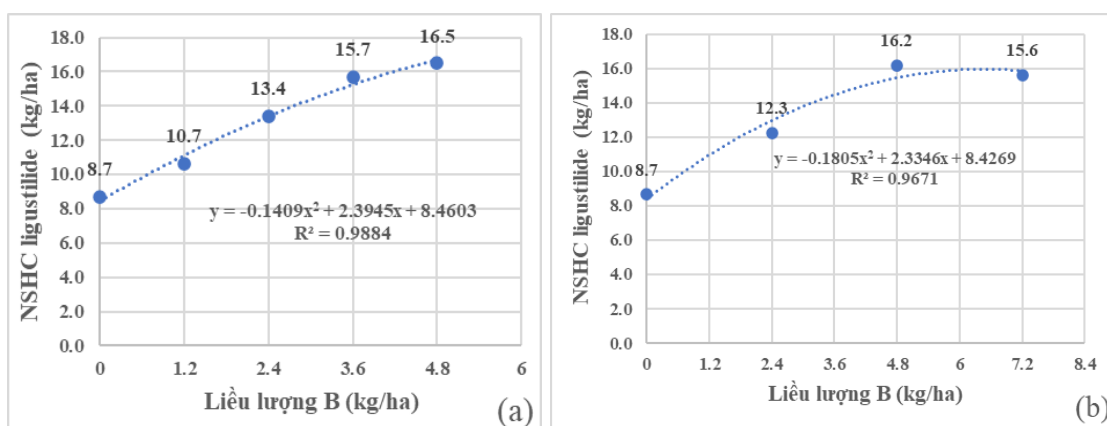 NSHC ligustilide (kg/ha)
18.0
16.0
14.0
12.0
10.0
8.0
6.0
4.0
2.0
0.0
8.7
10.7
13.4
15.7
16.5
y = -0.1409x² + 2.3945x + 8.4603
R² = 0.9884
0 1.2 2.4 3.6 4.8 6
Liều lượng B (kg/ha)
(a)
NSHC ligustilide (kg/ha)
18.0
16.0
14.0
12.0
10.0
8.0
6.0
4.0
2.0
0.0
8.7
12.3
16.2
15.6
y = -0.1805x² + 2.3346x + 8.4269
R² = 0.9671
0 1.2 2.4 3.6 4.8 6 7.2 8.4
Liều lượng B (kg/ha)
(b)